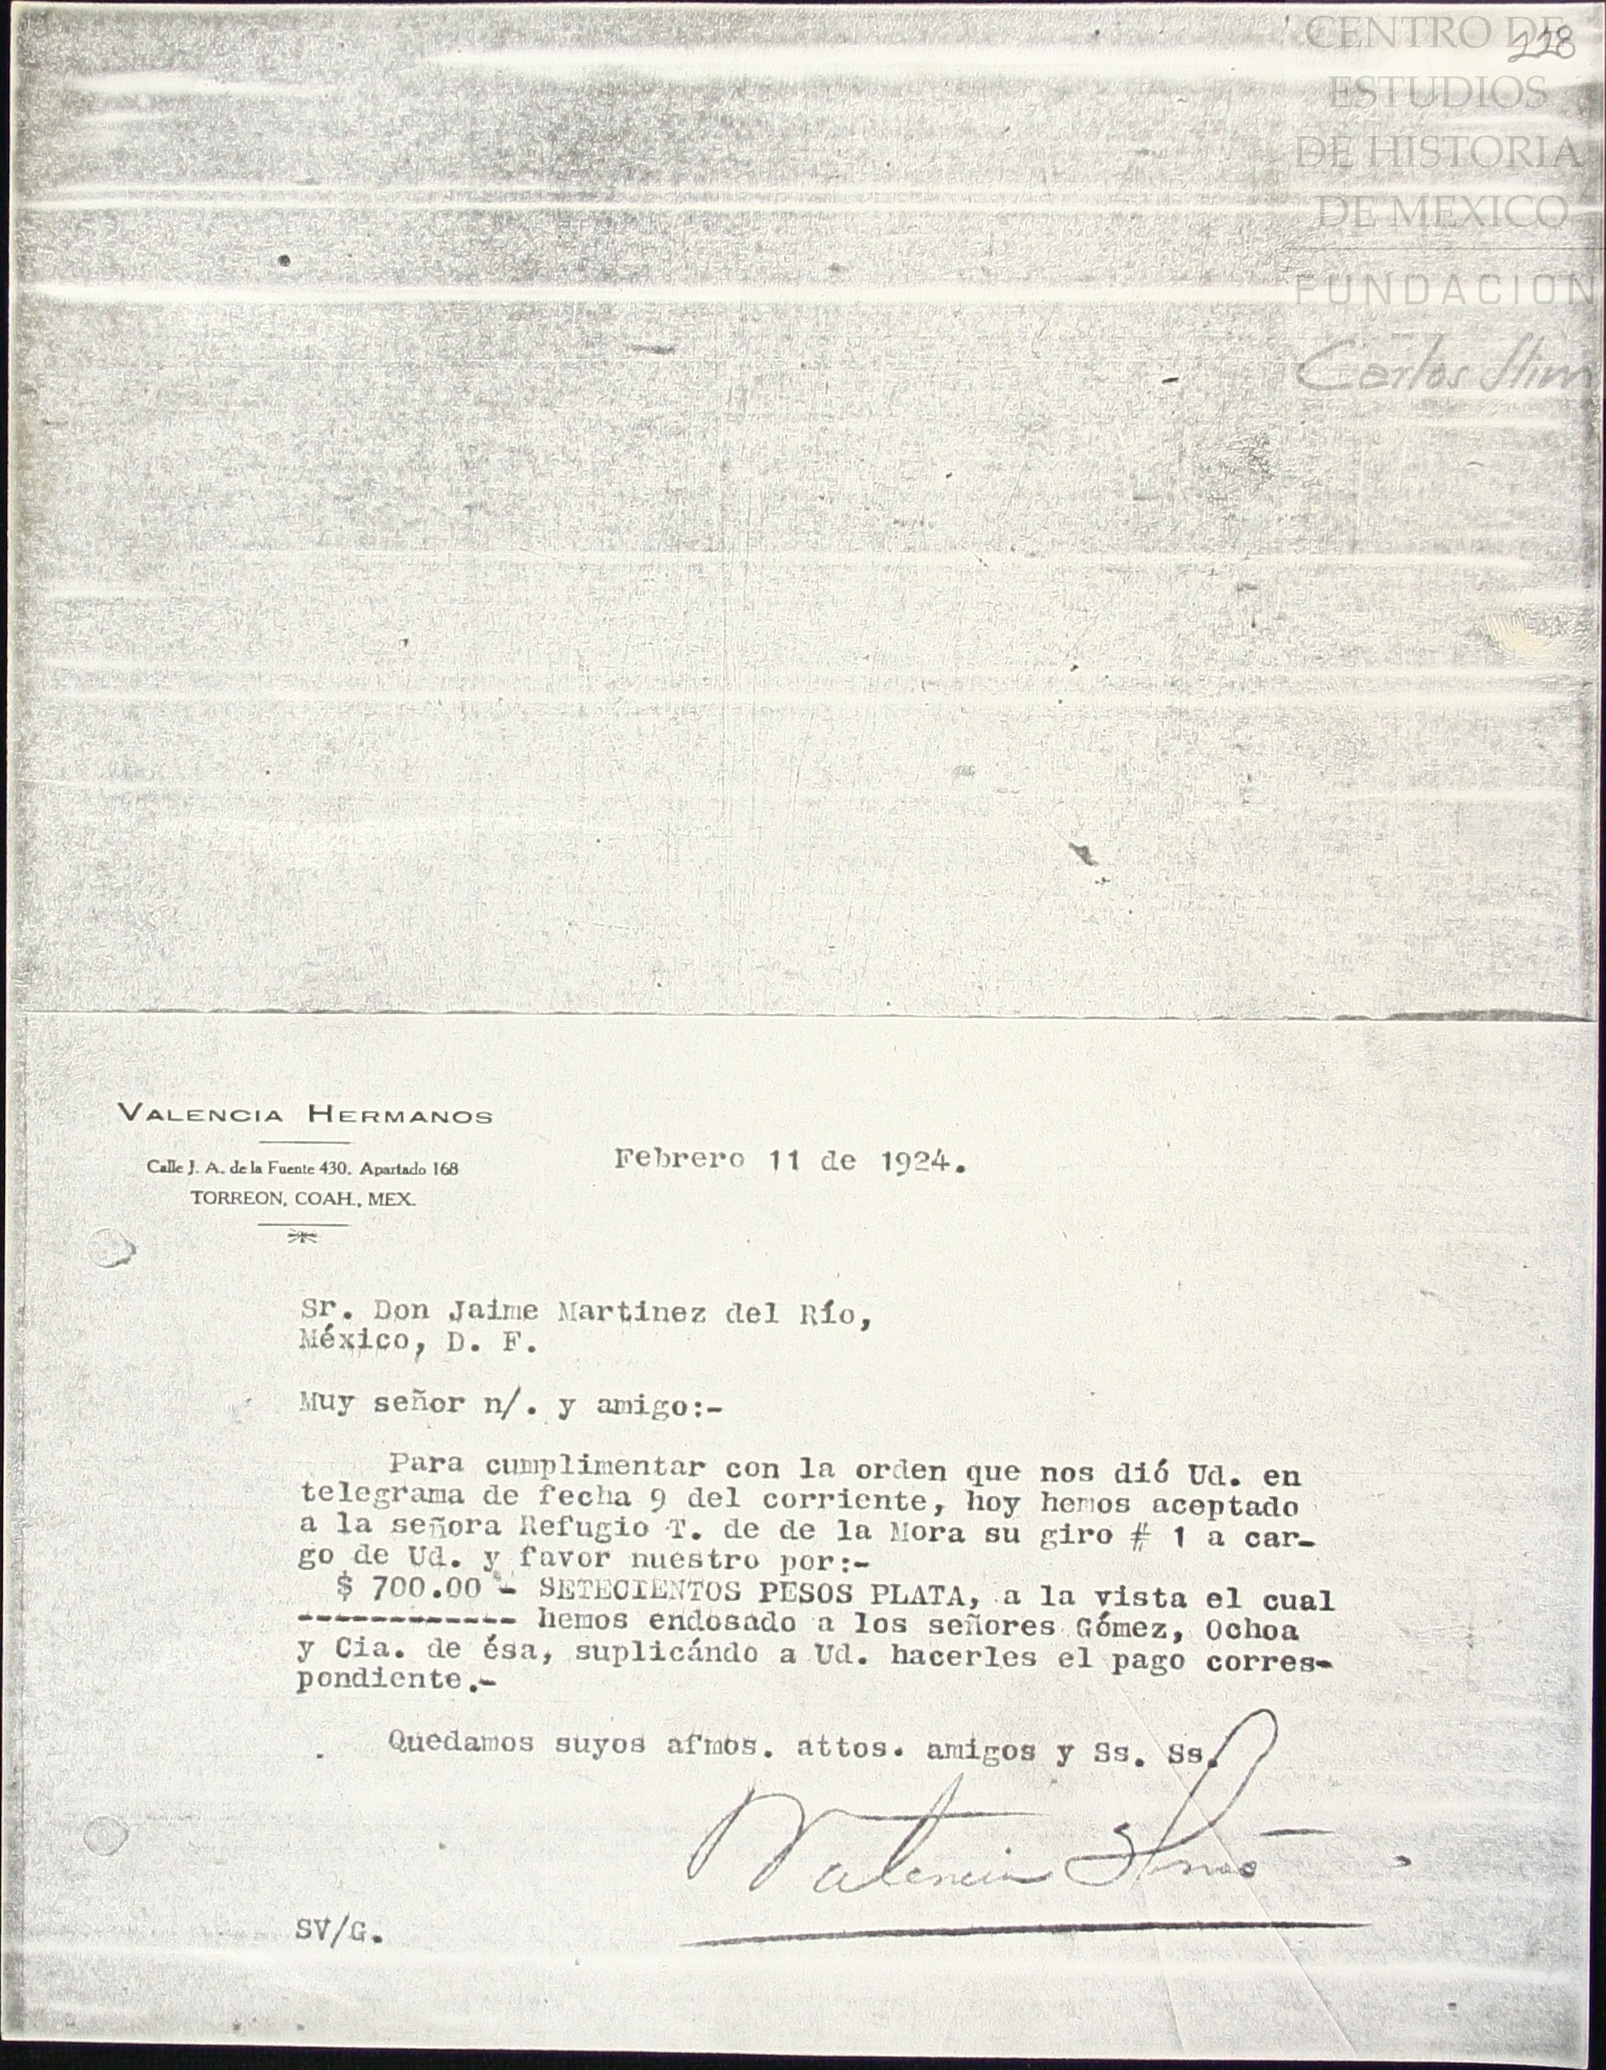 CENTRO DE
228
ESTUDIOS
DE HISTORIA
DE MEXICO
FUNDACION
Carlos Slim
VALENCIA HERMANOS
Calle J. A. de la Fuente 430. Apartado 168
TORREON, COAH., MEX.
Febrero 11 de 1924.
Sr. Don Jaime Martinez del Río,
México, D. F.
Muy señor n/. y amigo:-
Para cumplimentar con la orden que nos dió Ud. en
telegrama de fecha 9 del corriente, hoy hemos aceptado
a la señora Refugio T. de de la Mora su giro # 1 a car-
go de Ud. y favor nuestro por:-
$ 700.00 - SETECIENTOS PESOS PLATA, a la vista el cual
------------ hemos endosado a los señores Gómez, Ochoa
y Cia. de ésa, suplicándo a Ud. hacerles el pago corres-
pondiente.-
Quedamos suyos afmos. attos. amigos y Ss. Ss.
Valencia Hnos
SV/G.